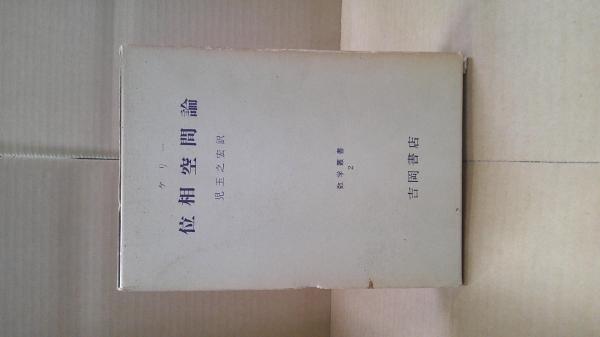 ケリー
位相空間論
児玉之宏訳
数学叢書
2
吉岡書店